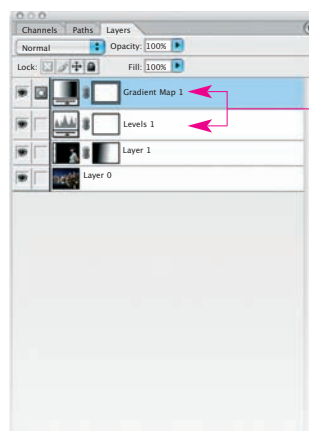 Channels Paths Layers
Normal Opacity: 100%
Lock: Fill: 100%
Gradient Map 1
Levels 1
Layer 1
Layer 0